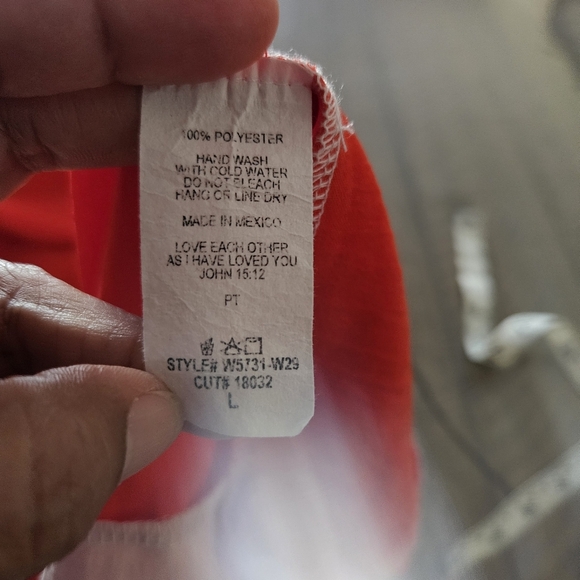 100% POLYESTER
HAND WASH
WITH COLD WATER
DO NOT BLEACH
HANG OR LINE DRY
MADE IN MEXICO
LOVE EACH OTHER
AS I HAVE LOVED YOU
JOHN 15:12
PT
STYLE# W5731-W29
CUT# 18032
L